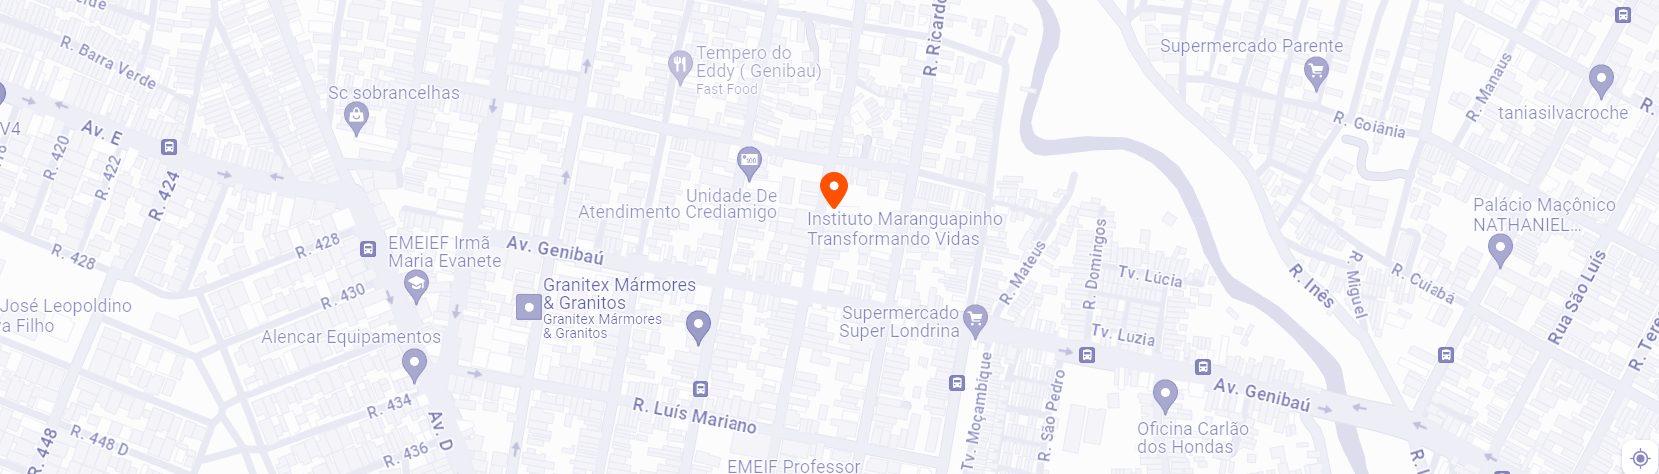 R. Barra Verde
R. Ricardo
Tempero do
Eddy ( Genibaú)
Fast Food
Supermercado Parente
R. Manaus
taniasilvacroche
Sc sobrancelhas
V4
Av. E
R. 420
R. 422
R. 424
R. Goiânia
Unidade De
Atendimento Crediamigo
Instituto Maranguapinho
Transformando Vidas
Palácio Maçônico
NATHANIEL...
R. 428
R. 428
EMEIEF Irmã
Maria Evanete
Av. Genibaú
R. Mateus
R. Domingos
Tv. Lúcia
R. Inês
R. Miguel
R. Cuiaba
Rua São Luís
José Leopoldino
Filho
R. 430
Granitex Mármores
& Granitos
Granitex Mármores
& Granitos
Supermercado
Super Londrina
Tv. Luzia
Alencar Equipamentos
R. 434
R. Luís Mariano
Av. D
R. 436
R. 448
R. 448 D
Tv. Moçambique
R. São Pedro
Av. Genibaú
Oficina Carlão
dos Hondas
EMEIF Professor